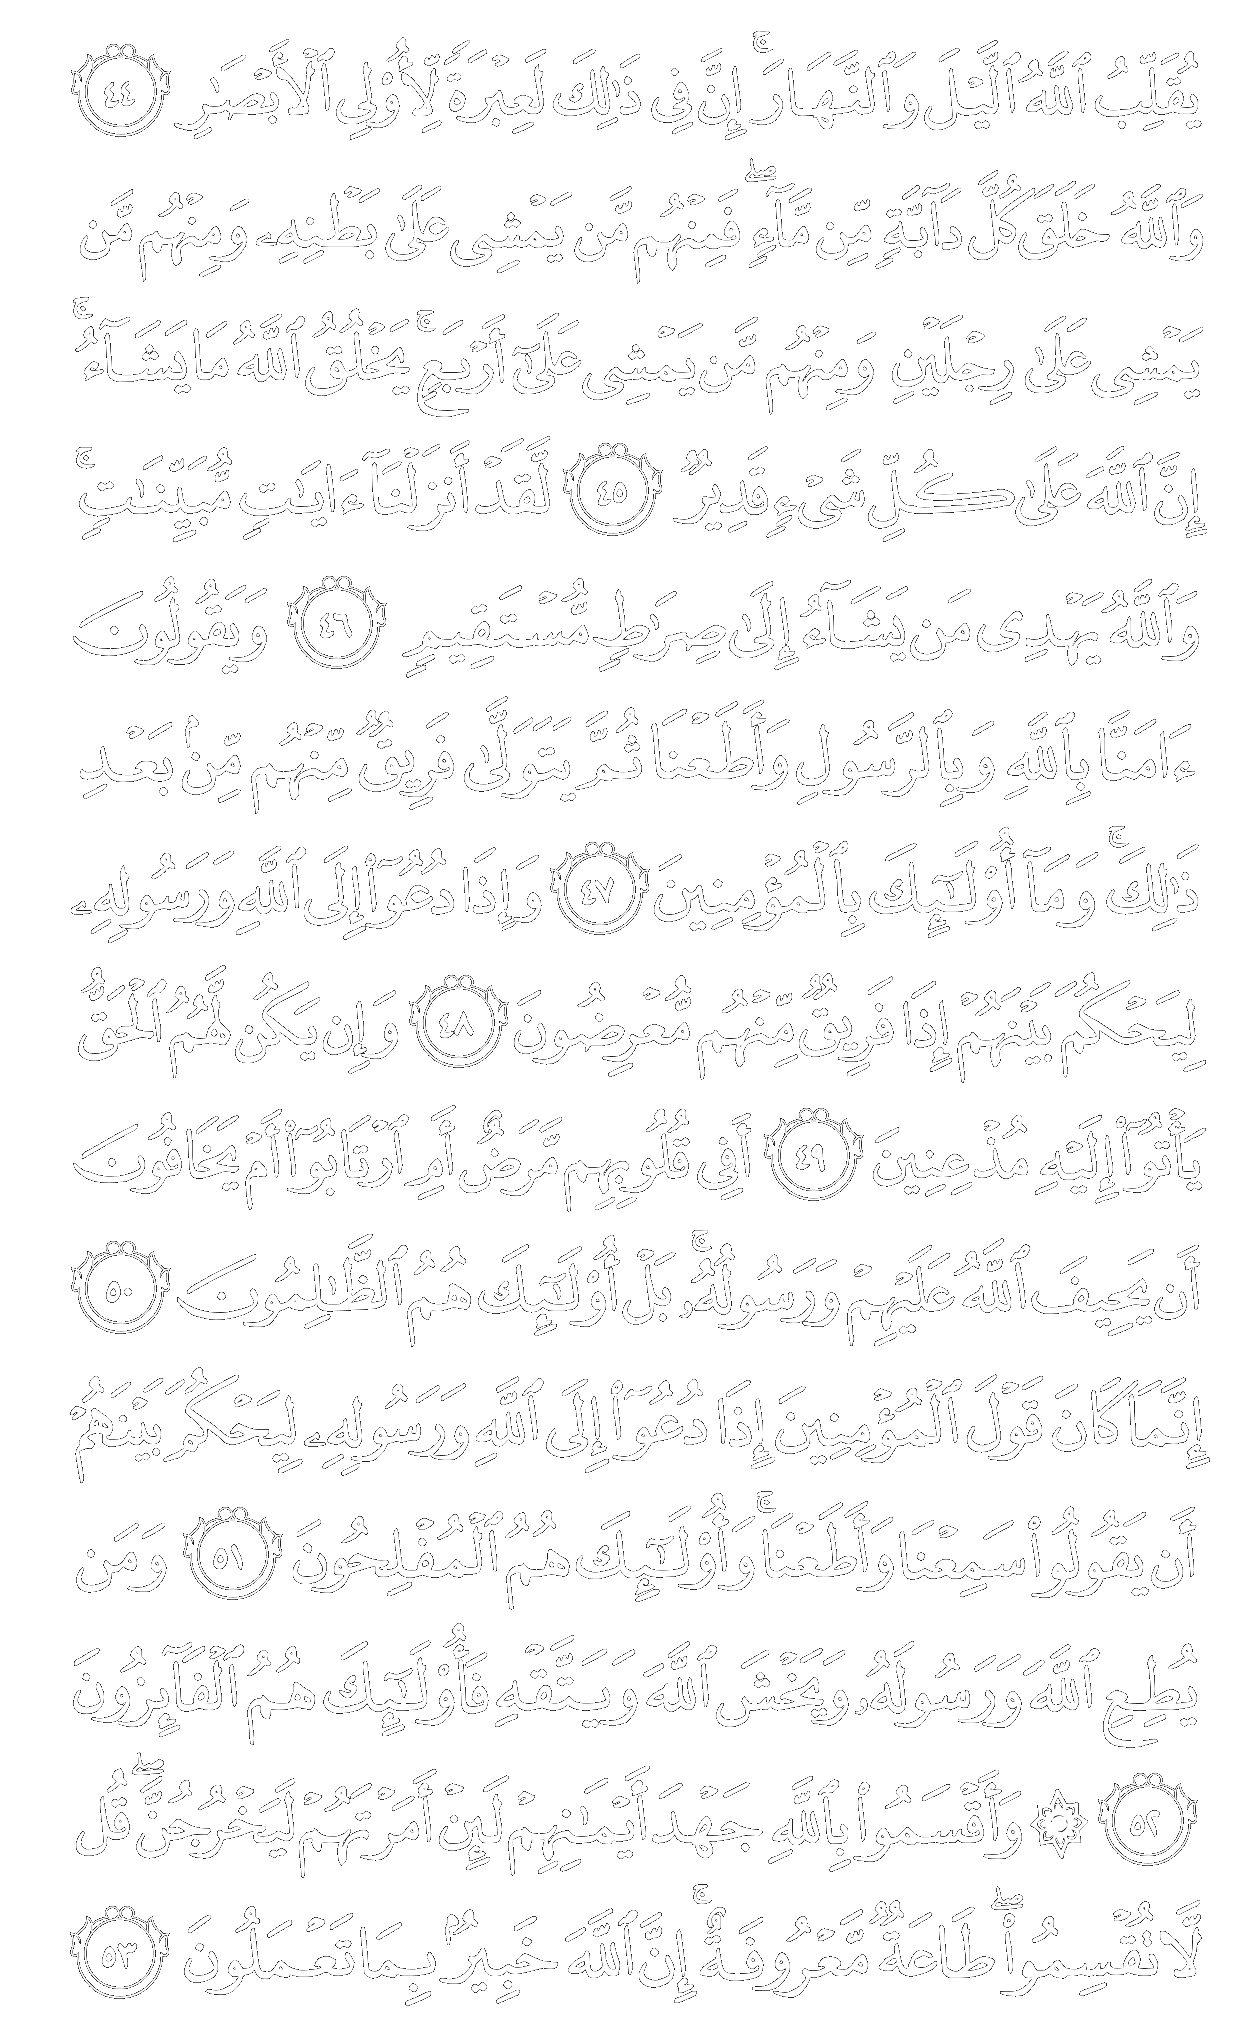 يُقَلِّبُ ٱللَّهُ ٱلَّيْلَ وَٱلنَّهَارَ ۚ إِنَّ فِى ذَٰلِكَ لَعِبْرَةً لِّأُو۟لِى ٱلْأَبْصَٰرِ ٤٤
وَٱللَّهُ خَلَقَ كُلَّ دَآبَّةٍ مِّن مَّآءٍ ۖ فَمِنْهُم مَّن يَمْشِى عَلَىٰ بَطْنِهِۦ وَمِنْهُم مَّن
يَمْشِى عَلَىٰ رِجْلَيْنِ وَمِنْهُم مَّن يَمْشِى عَلَىٰٓ أَرْبَعٍ ۚ يَخْلُقُ ٱللَّهُ مَا يَشَآءُ ۚ
إِنَّ ٱللَّهَ عَلَىٰ كُلِّ شَىْءٍ قَدِيرٌ ٤٥ لَّقَدْ أَنزَلْنَآ ءَايَٰتٍ مُّبَيِّنَٰتٍ ۚ
وَٱللَّهُ يَهْدِى مَن يَشَآءُ إِلَىٰ صِرَٰطٍ مُّسْتَقِيمٍ ٤٦ وَيَقُولُونَ
ءَامَنَّا بِٱللَّهِ وَبِٱلرَّسُولِ وَأَطَعْنَا ثُمَّ يَتَوَلَّىٰ فَرِيقٌ مِّنْهُم مِّنۢ بَعْدِ
ذَٰلِكَ ۚ وَمَآ أُو۟لَٰٓئِكَ بِٱلْمُؤْمِنِينَ ٤٧ وَإِذَا دُعُوٓا۟ إِلَى ٱللَّهِ وَرَسُولِهِۦ
لِيَحْكُمَ بَيْنَهُمْ إِذَا فَرِيقٌ مِّنْهُم مُّعْرِضُونَ ٤٨ وَإِن يَكُن لَّهُمُ ٱلْحَقُّ
يَأْتُوٓا۟ إِلَيْهِ مُذْعِنِينَ ٤٩ أَفِى قُلُوبِهِم مَّرَضٌ أَمِ ٱرْتَابُوٓا۟ أَمْ يَخَافُونَ
أَن يَحِيفَ ٱللَّهُ عَلَيْهِمْ وَرَسُولُهُۥ ۚ بَلْ أُو۟لَٰٓئِكَ هُمُ ٱلظَّٰلِمُونَ ٥٠
إِنَّمَا كَانَ قَوْلَ ٱلْمُؤْمِنِينَ إِذَا دُعُوٓا۟ إِلَى ٱللَّهِ وَرَسُولِهِۦ لِيَحْكُمَ بَيْنَهُمْ
أَن يَقُولُوا۟ سَمِعْنَا وَأَطَعْنَا ۚ وَأُو۟لَٰٓئِكَ هُمُ ٱلْمُفْلِحُونَ ٥١ وَمَن
يُطِعِ ٱللَّهَ وَرَسُولَهُۥ وَيَخْشَ ٱللَّهَ وَيَتَّقْهِ فَأُو۟لَٰٓئِكَ هُمُ ٱلْفَآئِزُونَ
٥٢ ۞ وَأَقْسَمُوا۟ بِٱللَّهِ جَهْدَ أَيْمَٰنِهِمْ لَئِنْ أَمَرْتَهُمْ لَيَخْرُجُنَّ ۖ قُل
لَّا تُقْسِمُوا۟ ۖ طَاعَةٌ مَّعْرُوفَةٌ ۚ إِنَّ ٱللَّهَ خَبِيرٌۢ بِمَا تَعْمَلُونَ ٥٣